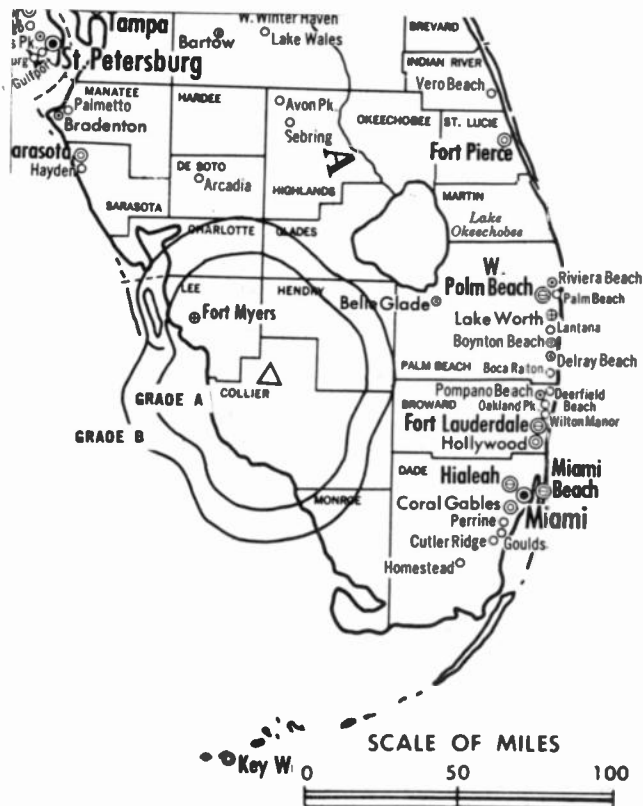 Tampa
W. Winter Haven
BREVARD
Bartow
Lake Wales
St. Petersburg
Gulfport
INDIAN RIVER
Vero Beach
MANATEE
HARDEE
Palmetto
Bradenton
Avon Pk.
Sebring
OKEECHOBEE
ST. LUCIE
Fort Pierce
A
arasota
Hayden
DE SOTO
Arcadia
HIGHLANDS
MARTIN
SARASOTA
CHARLOTTE
GLADES
Lake
Okeechobee
LEE
HENDRY
W.
Polm Beach
Riviera Beach
Palm Beach
Fort Myers
Belle Glade
Lake Worth
Lantana
Boynton Beach
Delray Beach
PALM BEACH
Boca Raton
COLLIER
GRADE A
GRADE B
Pompano Beach
Deerfield
Beach
BROWARD
Oakland Pk.
Wilton Manor
Fort Lauderdale
Hollywood
DADE
Hialeah
Miami
Beach
MONROE
Coral Gables
Miami
Perrine
Cutler Ridge
Goulds
Homestead
Key W
SCALE OF MILES
0 50 100